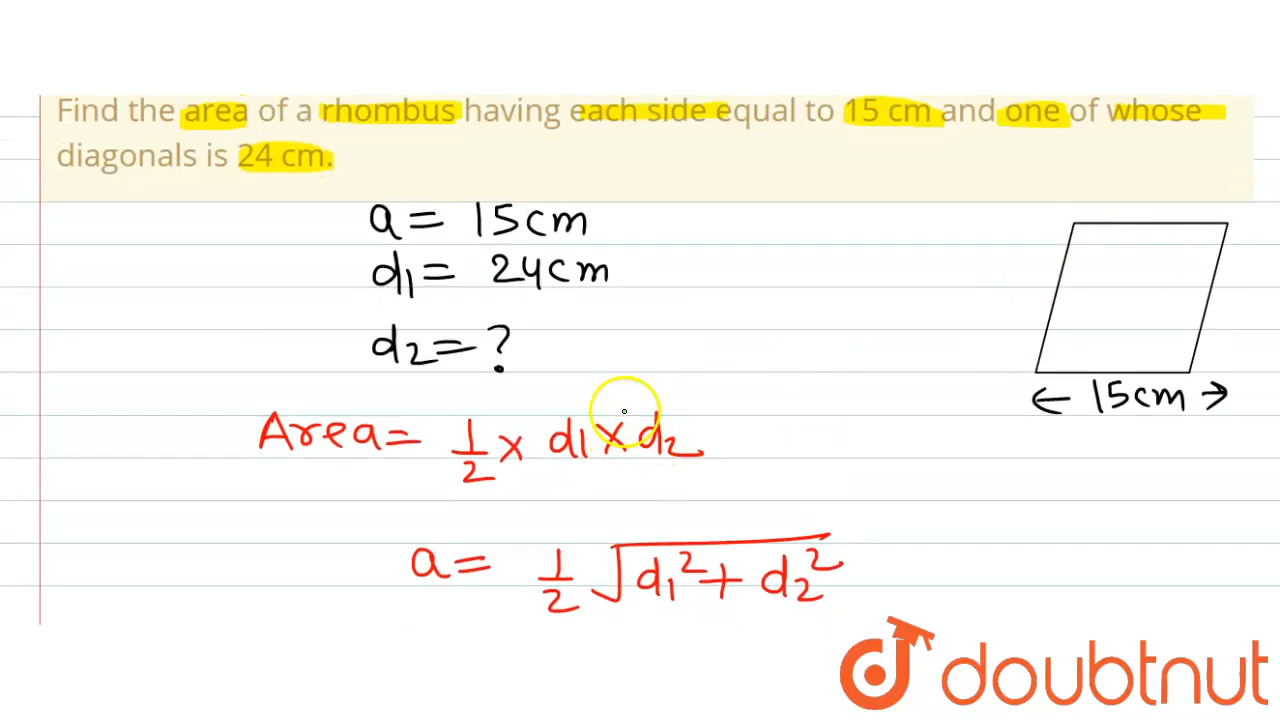 Find the area of a rhombus having each side equal to 15 cm and one of whose
diagonals is 24 cm.
a = 15cm
d1 = 24cm
d2 = ?
← 15cm →
Area = 1/2 × d1 × d2
a = 1/2 √(d1² + d2²)
doubtnut